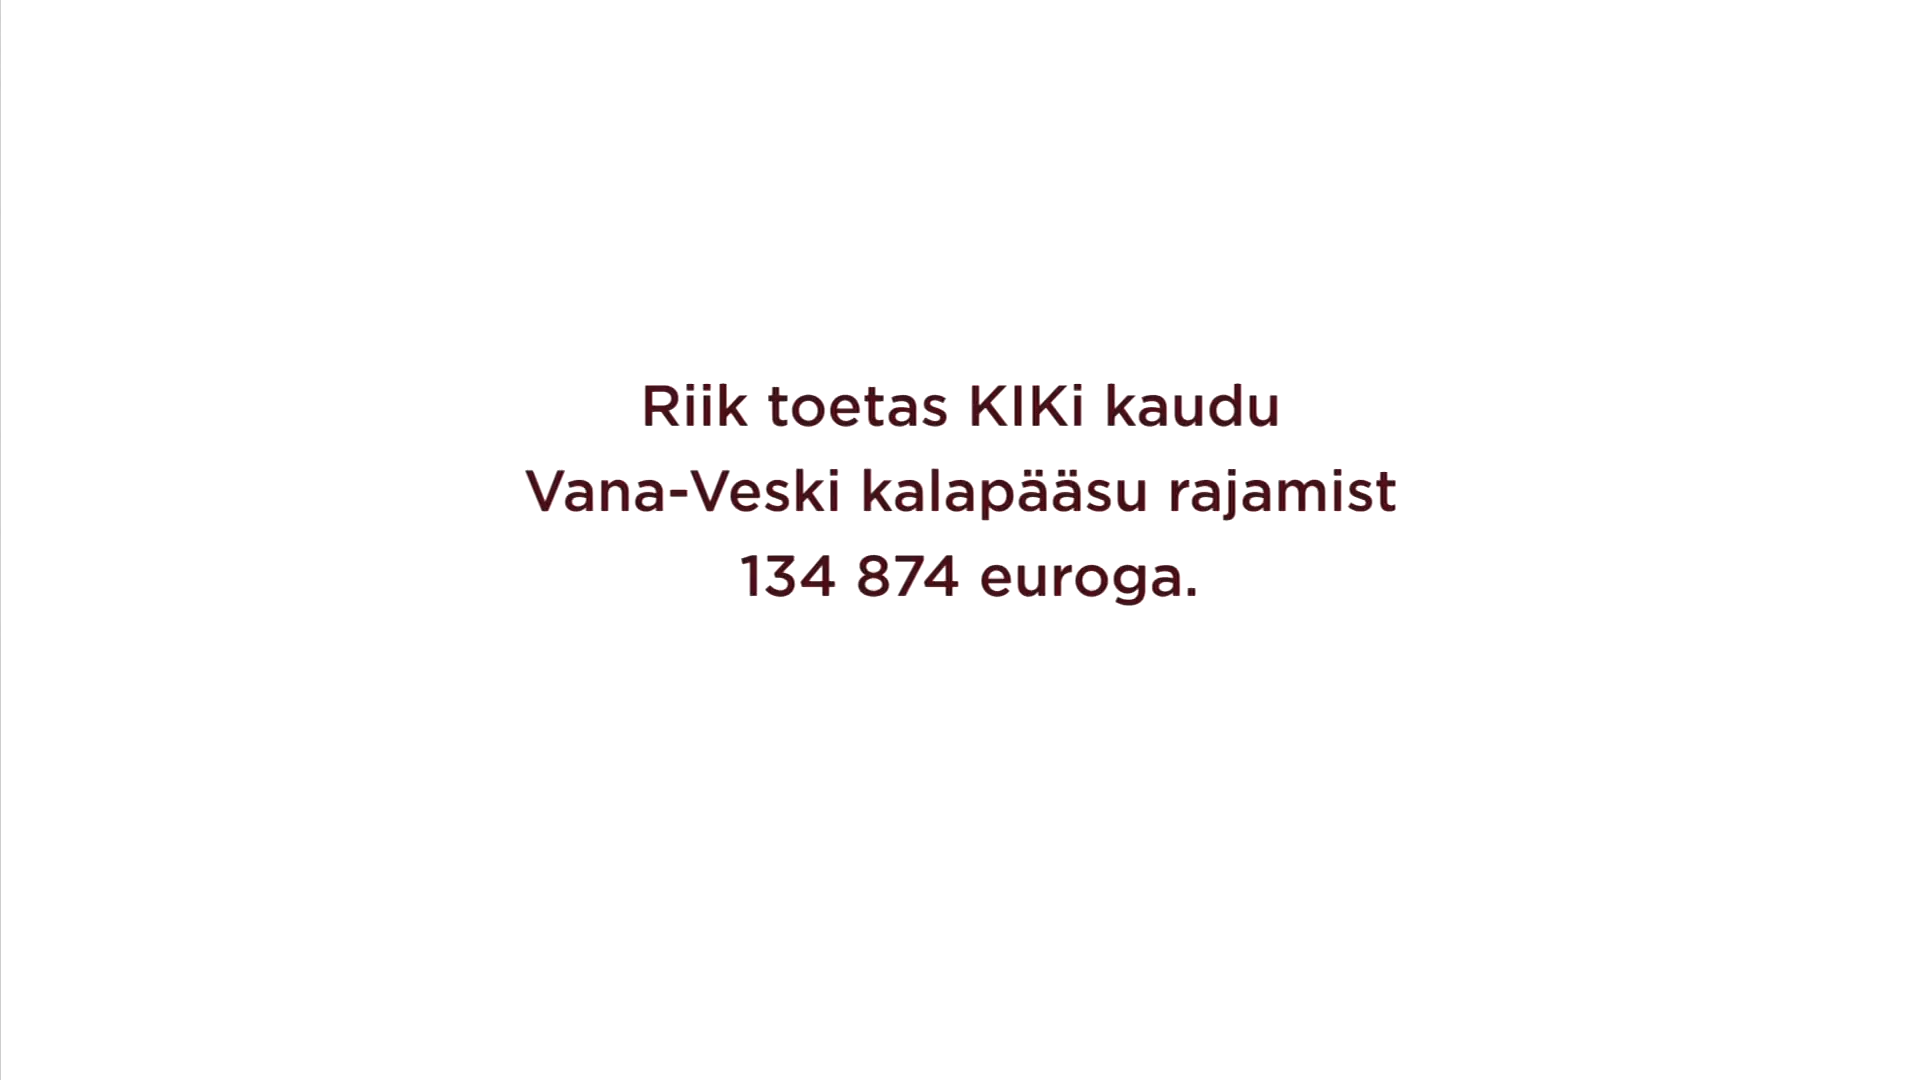 Riik toetas KIKi kaudu
Vana-Veski kalapääsu rajamist
134 874 euroga.